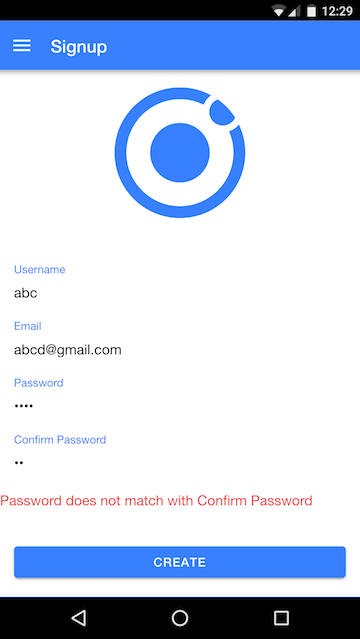 12:29
Signup
Username
abc
Email
abcd@gmail.com
Password
••••
Confirm Password
••
Password does not match with Confirm Password
CREATE